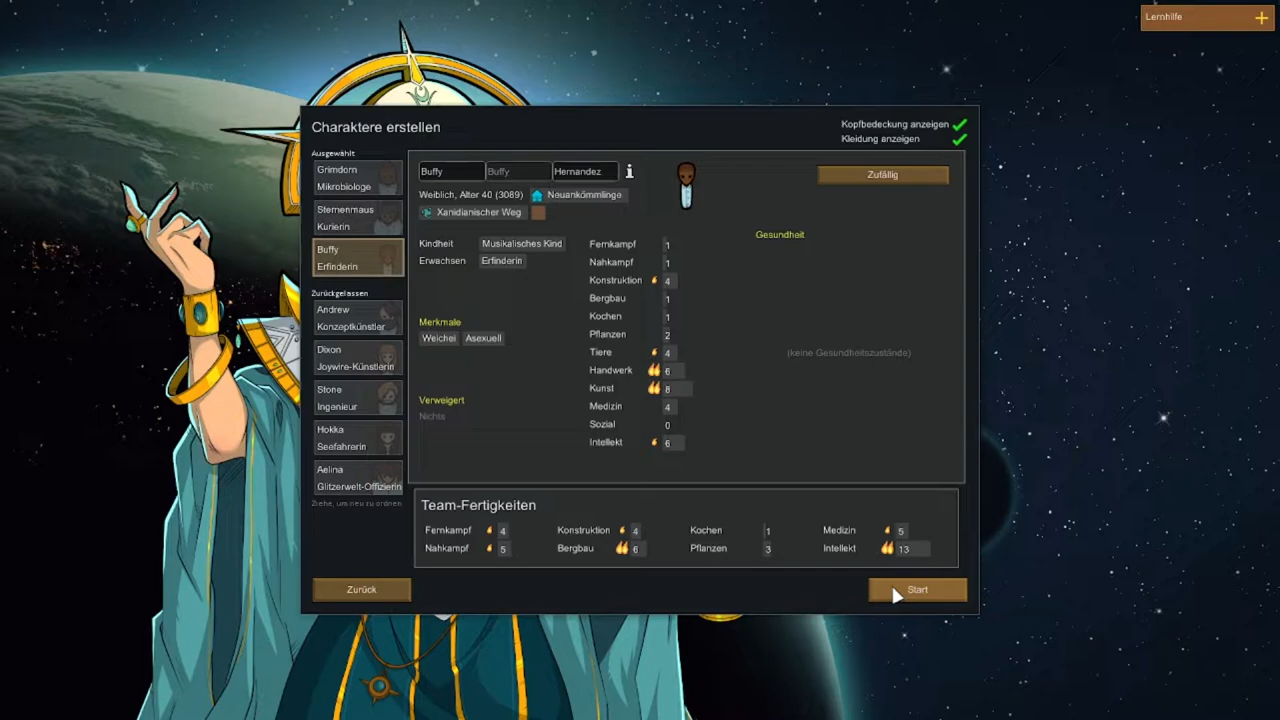 Lernhilfe
Charaktere erstellen
Kopfbedeckung anzeigen
Kleidung anzeigen
Ausgewählt
Grimdorn
Mikrobiologe
Sternenmaus
Kurierin
Buffy
Erfinderin
Zurückgelassen
Andrew
Konzeptkünstler
Dixon
Joywire-Künstlerin
Stone
Ingenieur
Hokka
Seefahrerin
Aelina
Glitzerwelt-Offizierin
Ziehe, um neu zu ordnen
Buffy Buffy Hernandez
Zufällig
Weiblich, Alter 40 (3089) Neuankömmlinge
Xanidianischer Weg
Kindheit Musikalisches Kind
Erwachsen Erfinderin
Merkmale
Weichei Asexuell
Verweigert
Nichts
Fernkampf 1
Nahkampf 1
Konstruktion 4
Bergbau 1
Kochen 1
Pflanzen 2
Tiere 4
Handwerk 6
Kunst 8
Medizin 4
Sozial 0
Intellekt 6
Gesundheit
(keine Gesundheitszustände)
Team-Fertigkeiten
Fernkampf 4 Konstruktion 4 Kochen 1 Medizin 5
Nahkampf 5 Bergbau 6 Pflanzen 3 Intellekt 13
Zurück
Start